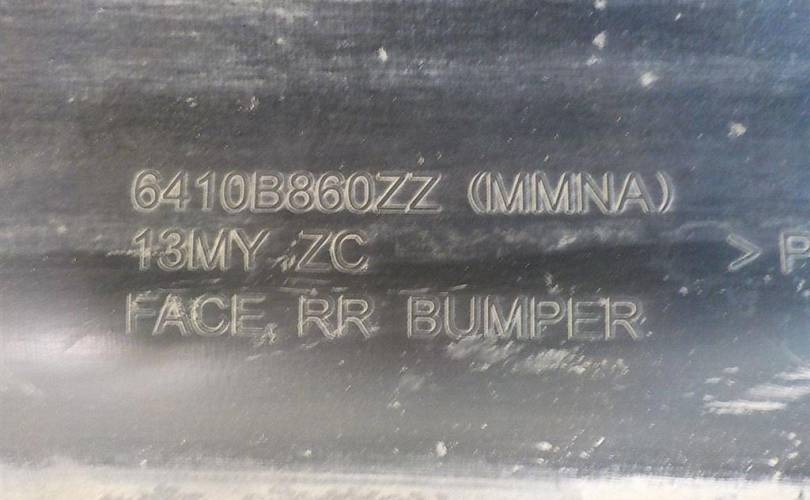 6410B860ZZ (MMNA)
13MY ZC > P
FACE, RR BUMPER